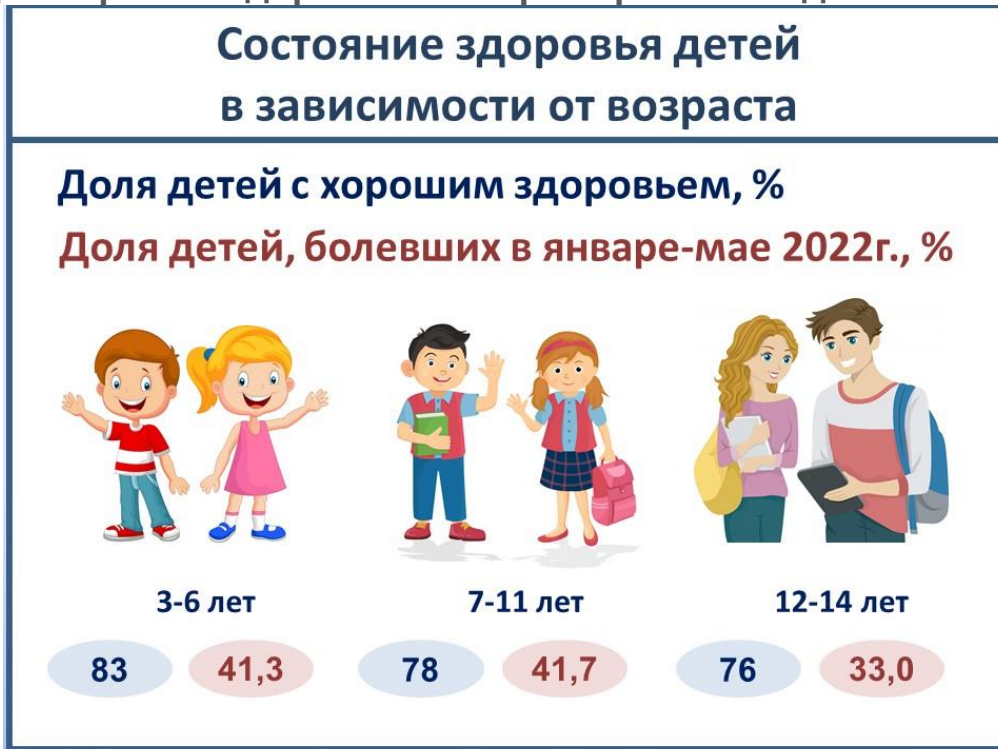 Состояние здоровья детей
в зависимости от возраста
Доля детей с хорошим здоровьем, %
Доля детей, болевших в январе-мае 2022г., %
3-6 лет 7-11 лет 12-14 лет
83 41,3 78 41,7 76 33,0